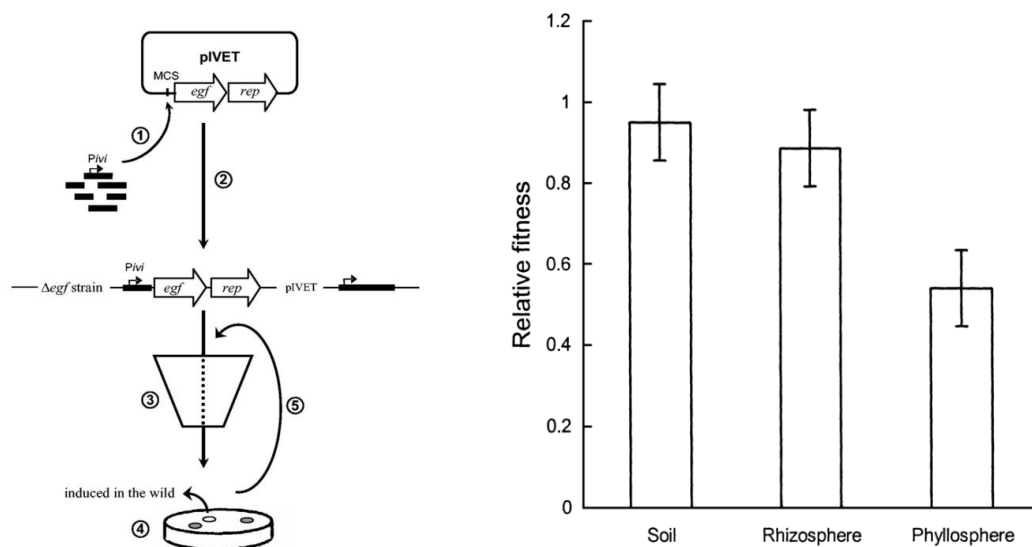 pIVET
MCS
egf
rep
①
Pivi
②
Pivi
Δegf strain
egf
rep
pIVET
③
⑤
induced in the wild
④
Relative fitness
1.2
1
0.8
0.6
0.4
0.2
0
Soil
Rhizosphere
Phyllosphere